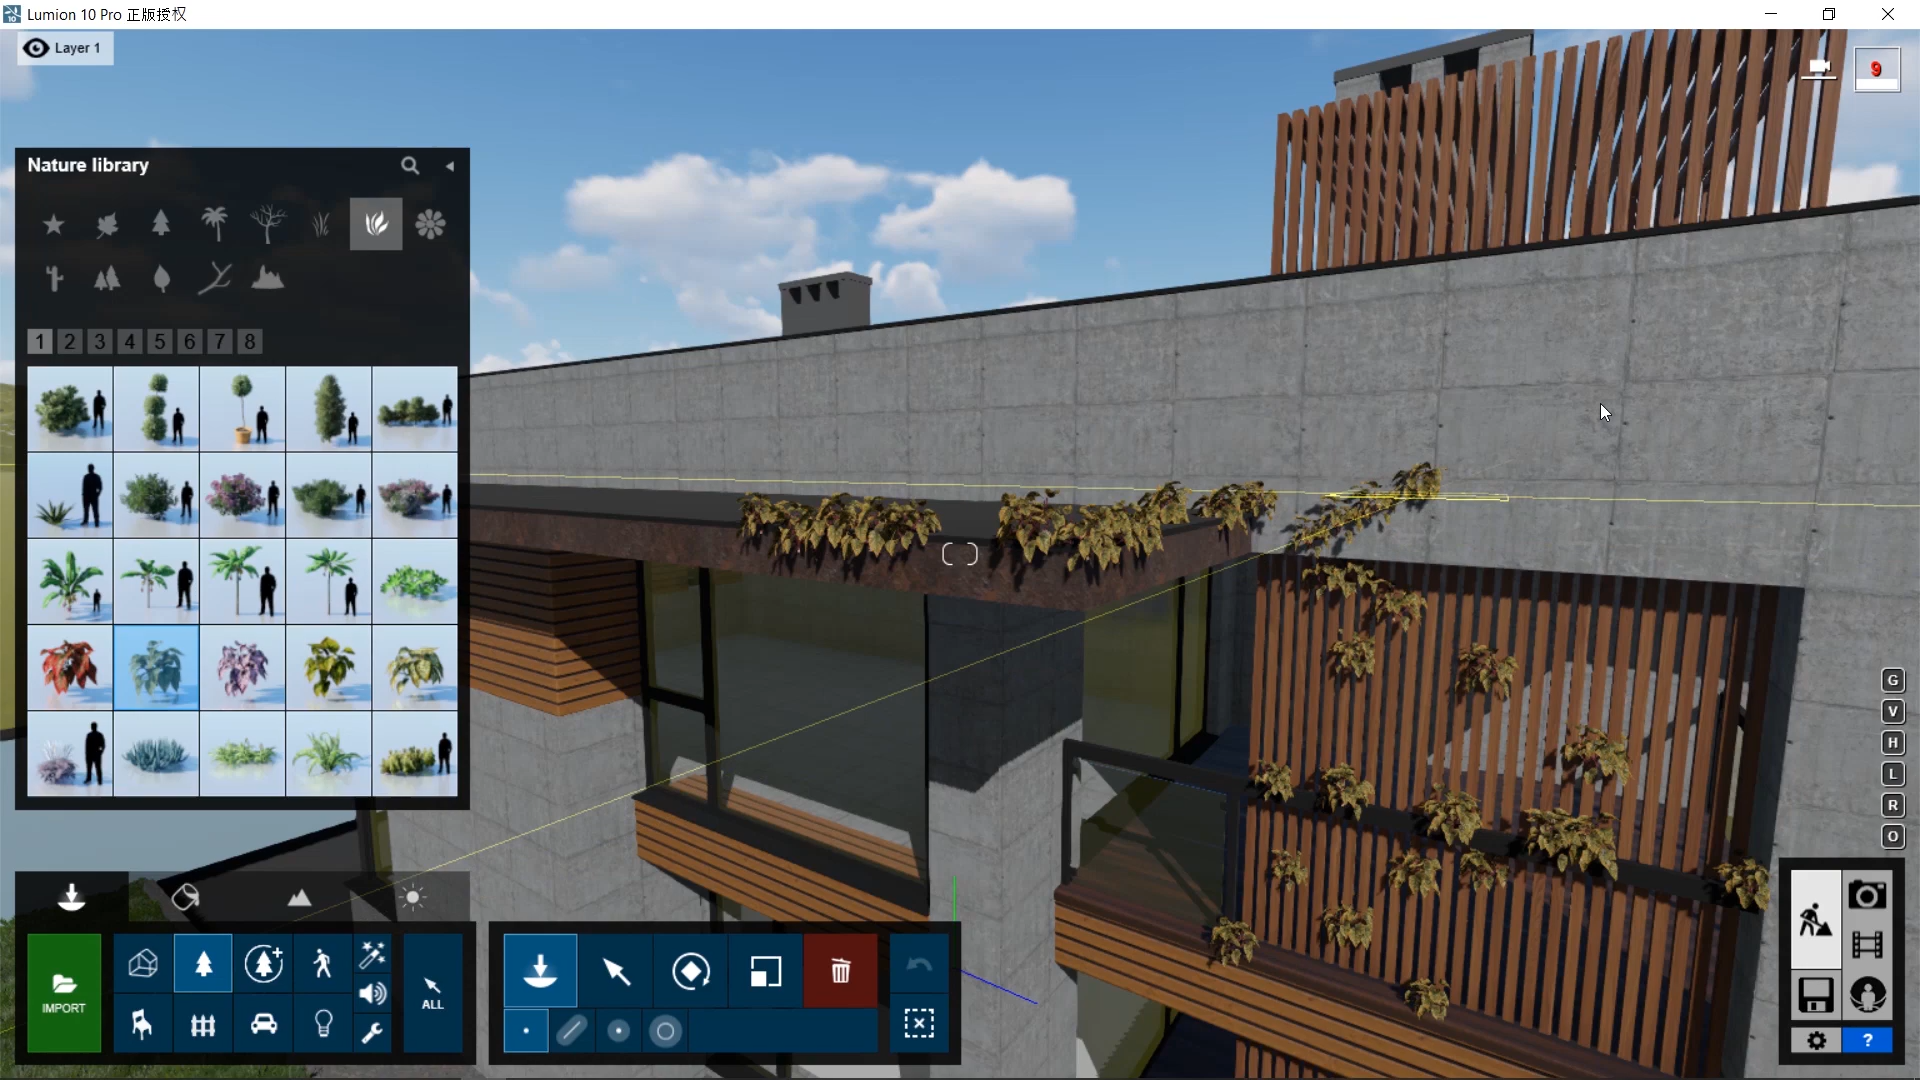 Lumion 10 Pro 正版授权
Layer 1
9
Nature library
1 2 3 4 5 6 7 8
G
V
H
L
R
O
IMPORT
ALL
?